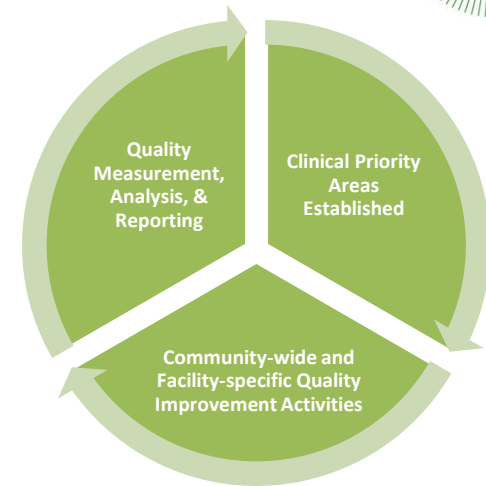 Quality
Measurement,
Analysis, &
Reporting
Clinical Priority
Areas
Established
Community-wide and
Facility-specific Quality
Improvement Activities